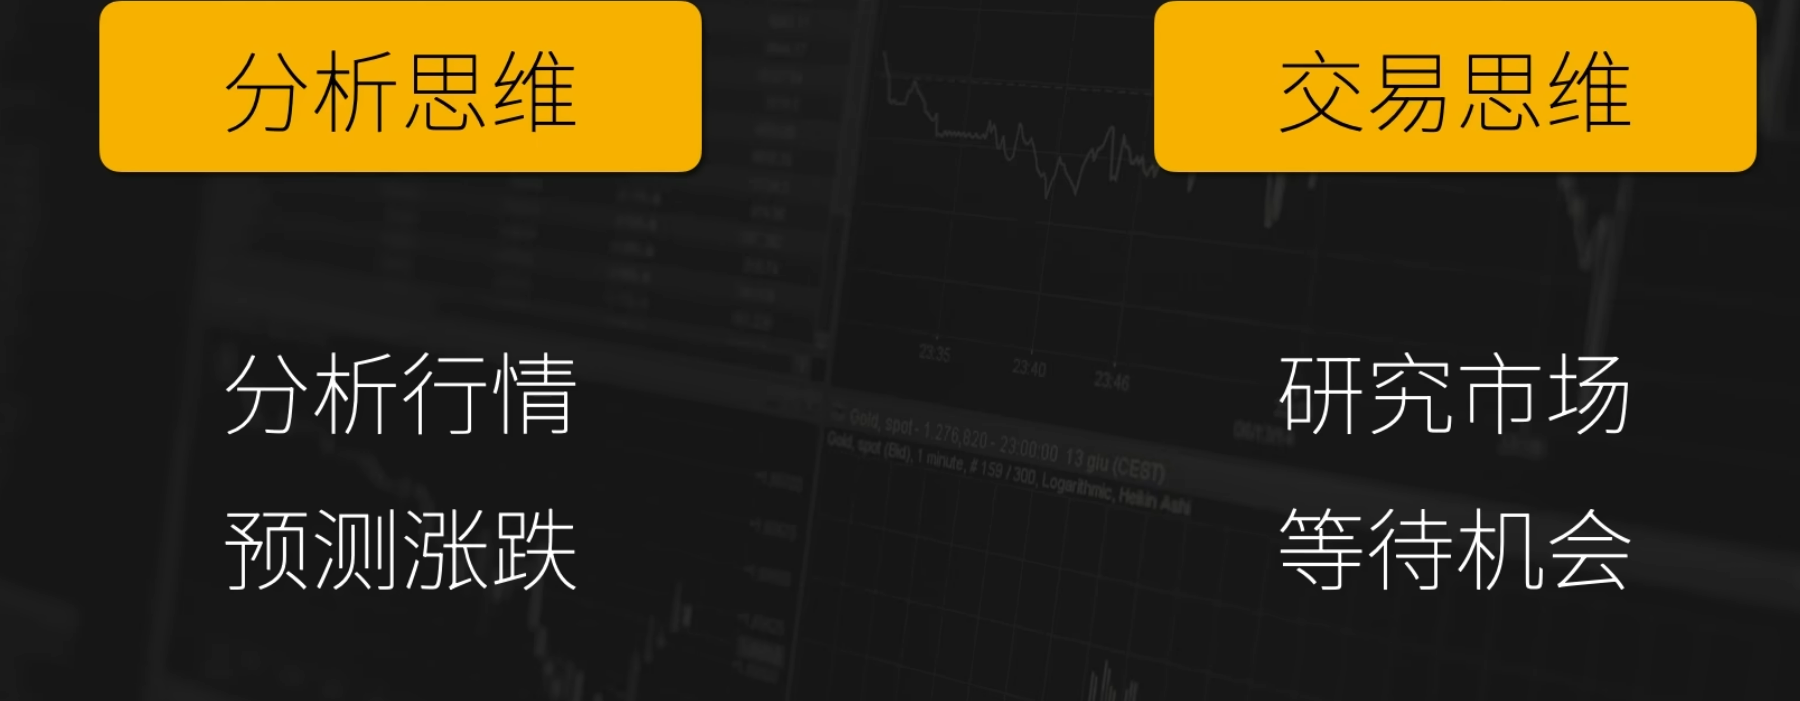 分析思维
交易思维
分析行情
研究市场
预测涨跌
等待机会
23:35
23:40
23:46
Gold, spot - 1.276,820 - 23:00:00 13 giu (CEST)
Gold, spot (Bid), 1 minute, # 159 / 300, Logarithmic, Heikin Ashi